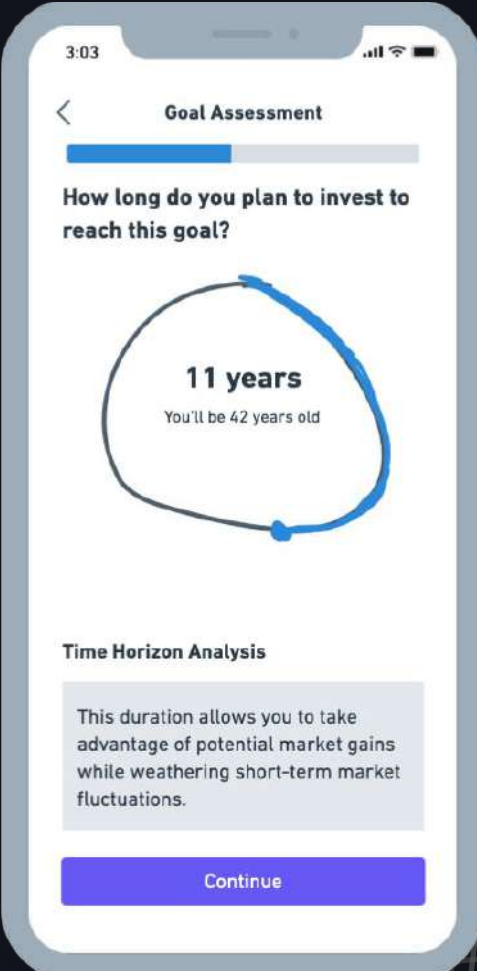 3:03
Goal Assessment
How long do you plan to invest to
reach this goal?
11 years
You'll be 42 years old
Time Horizon Analysis
This duration allows you to take
advantage of potential market gains
while weathering short-term market
fluctuations.
Continue